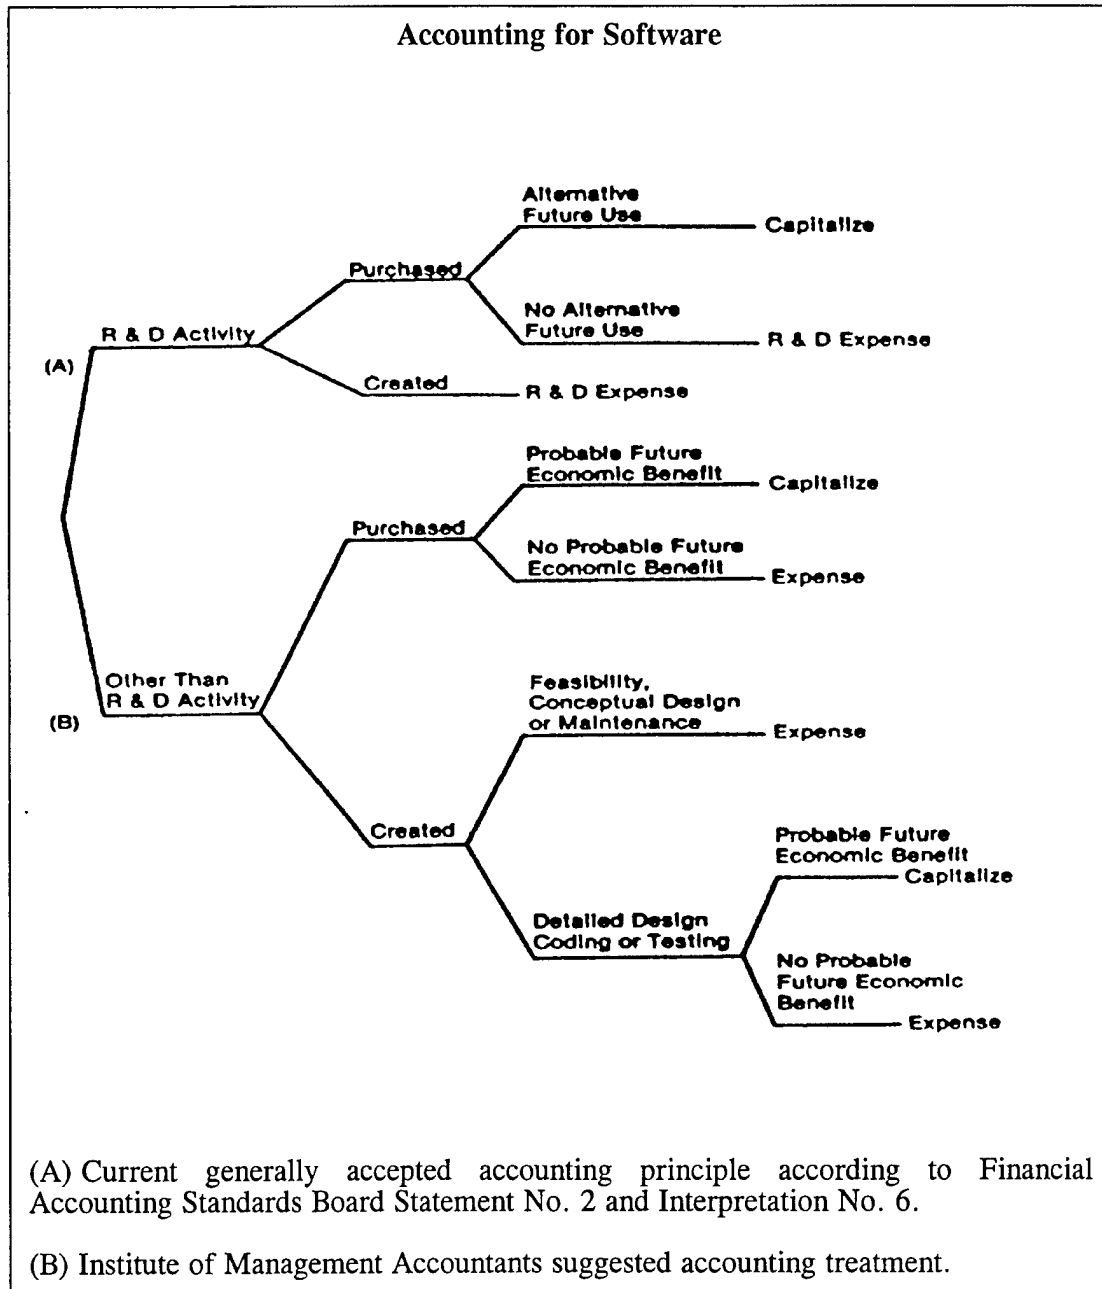 Accounting for Software
Alternative
Future Use
Capitalize
Purchased
No Alternative
Future Use
R & D Expense
R & D Activity
(A)
Created
R & D Expense
Probable Future
Economic Benefit
Capitalize
Purchased
No Probable Future
Economic Benefit
Expense
Other Than
R & D Activity
(B)
Feasibility,
Conceptual Design
or Maintenance
Expense
Created
Probable Future
Economic Benefit
Capitalize
Detailed Design
Coding or Testing
No Probable
Future Economic
Benefit
Expense
(A) Current generally accepted accounting principle according to Financial
Accounting Standards Board Statement No. 2 and Interpretation No. 6.
(B) Institute of Management Accountants suggested accounting treatment.